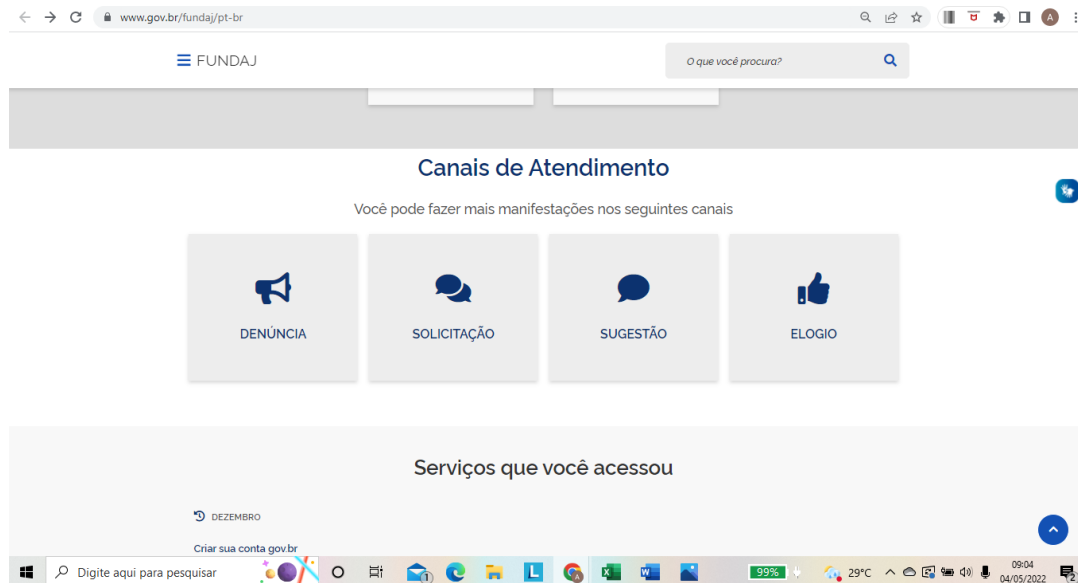 www.gov.br/fundaj/pt-br
A
FUNDAJ
O que você procura?
Canais de Atendimento
Você pode fazer mais manifestações nos seguintes canais
DENÚNCIA
SOLICITAÇÃO
SUGESTÃO
ELOGIO
Serviços que você acessou
DEZEMBRO
Criar sua conta gov.br
Digite aqui para pesquisar
1
L
99%
29°C
09:04
04/05/2022